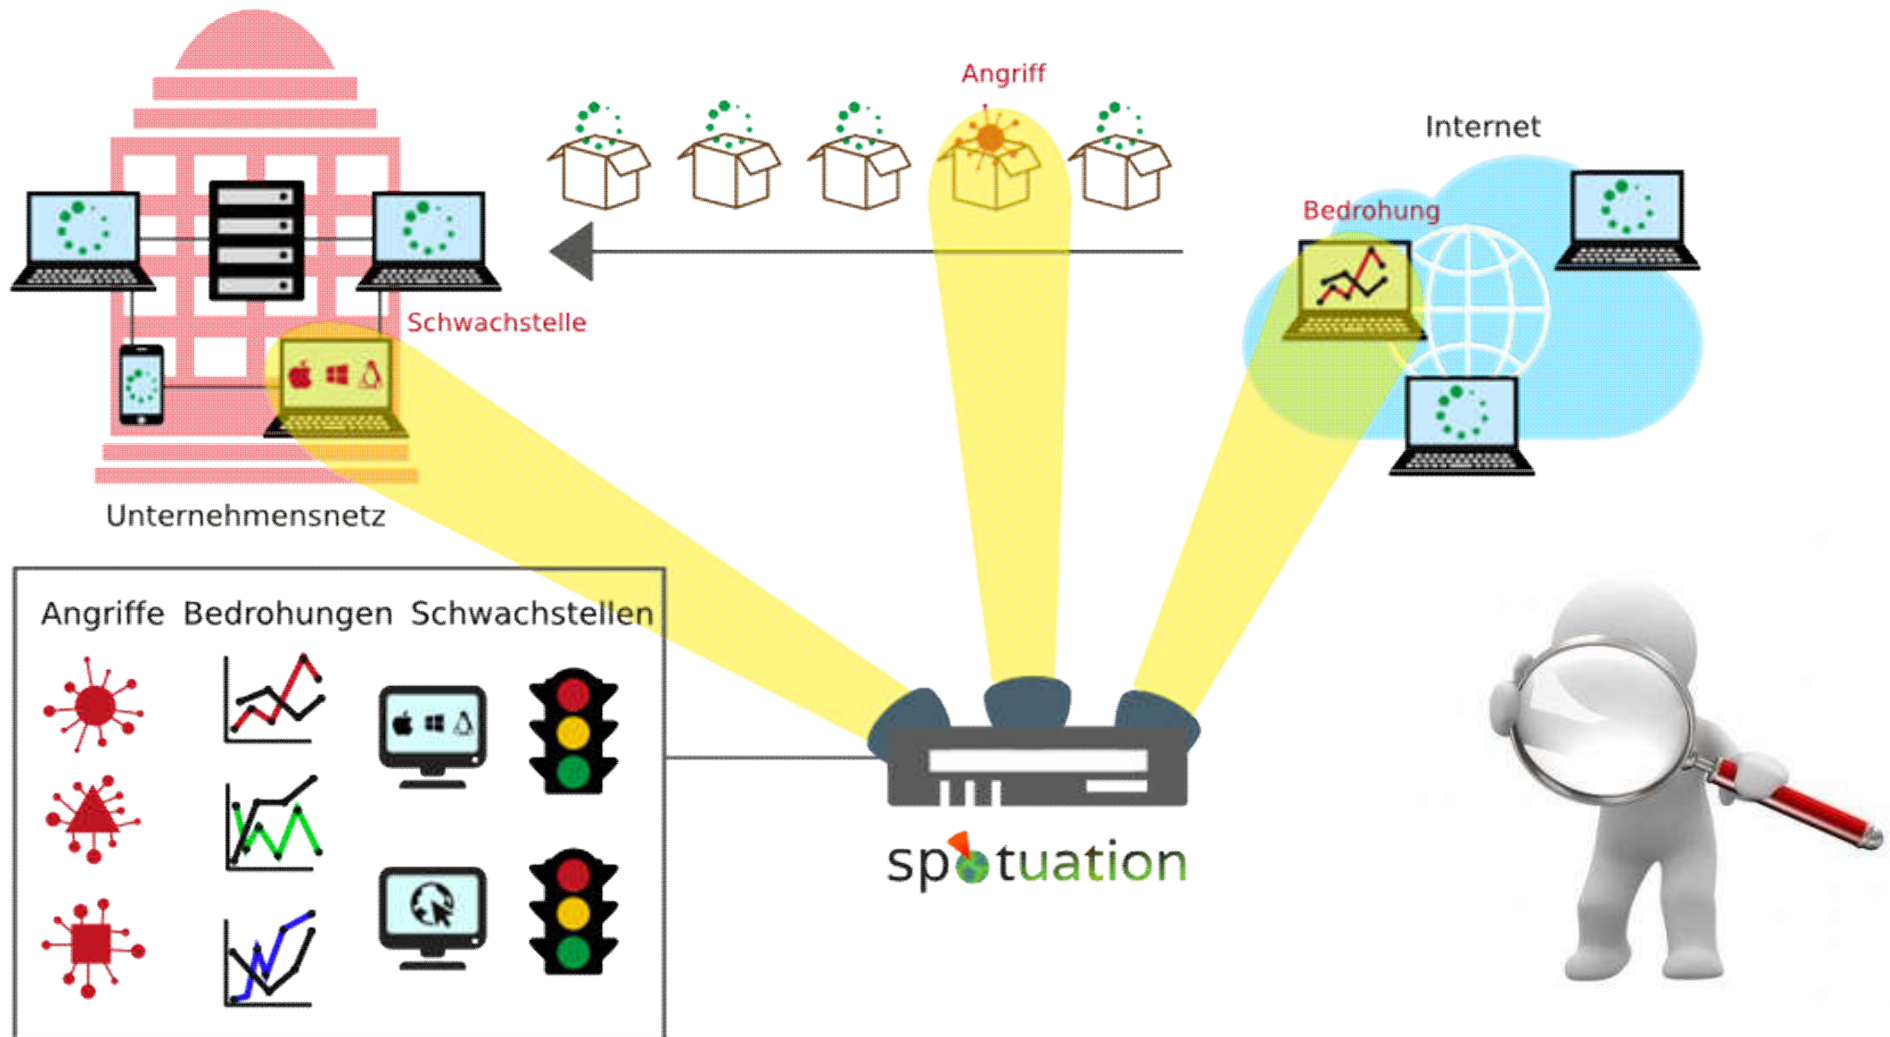 Angriff
Internet
Bedrohung
Schwachstelle
Unternehmensnetz
Angriffe Bedrohungen Schwachstellen
spotuation